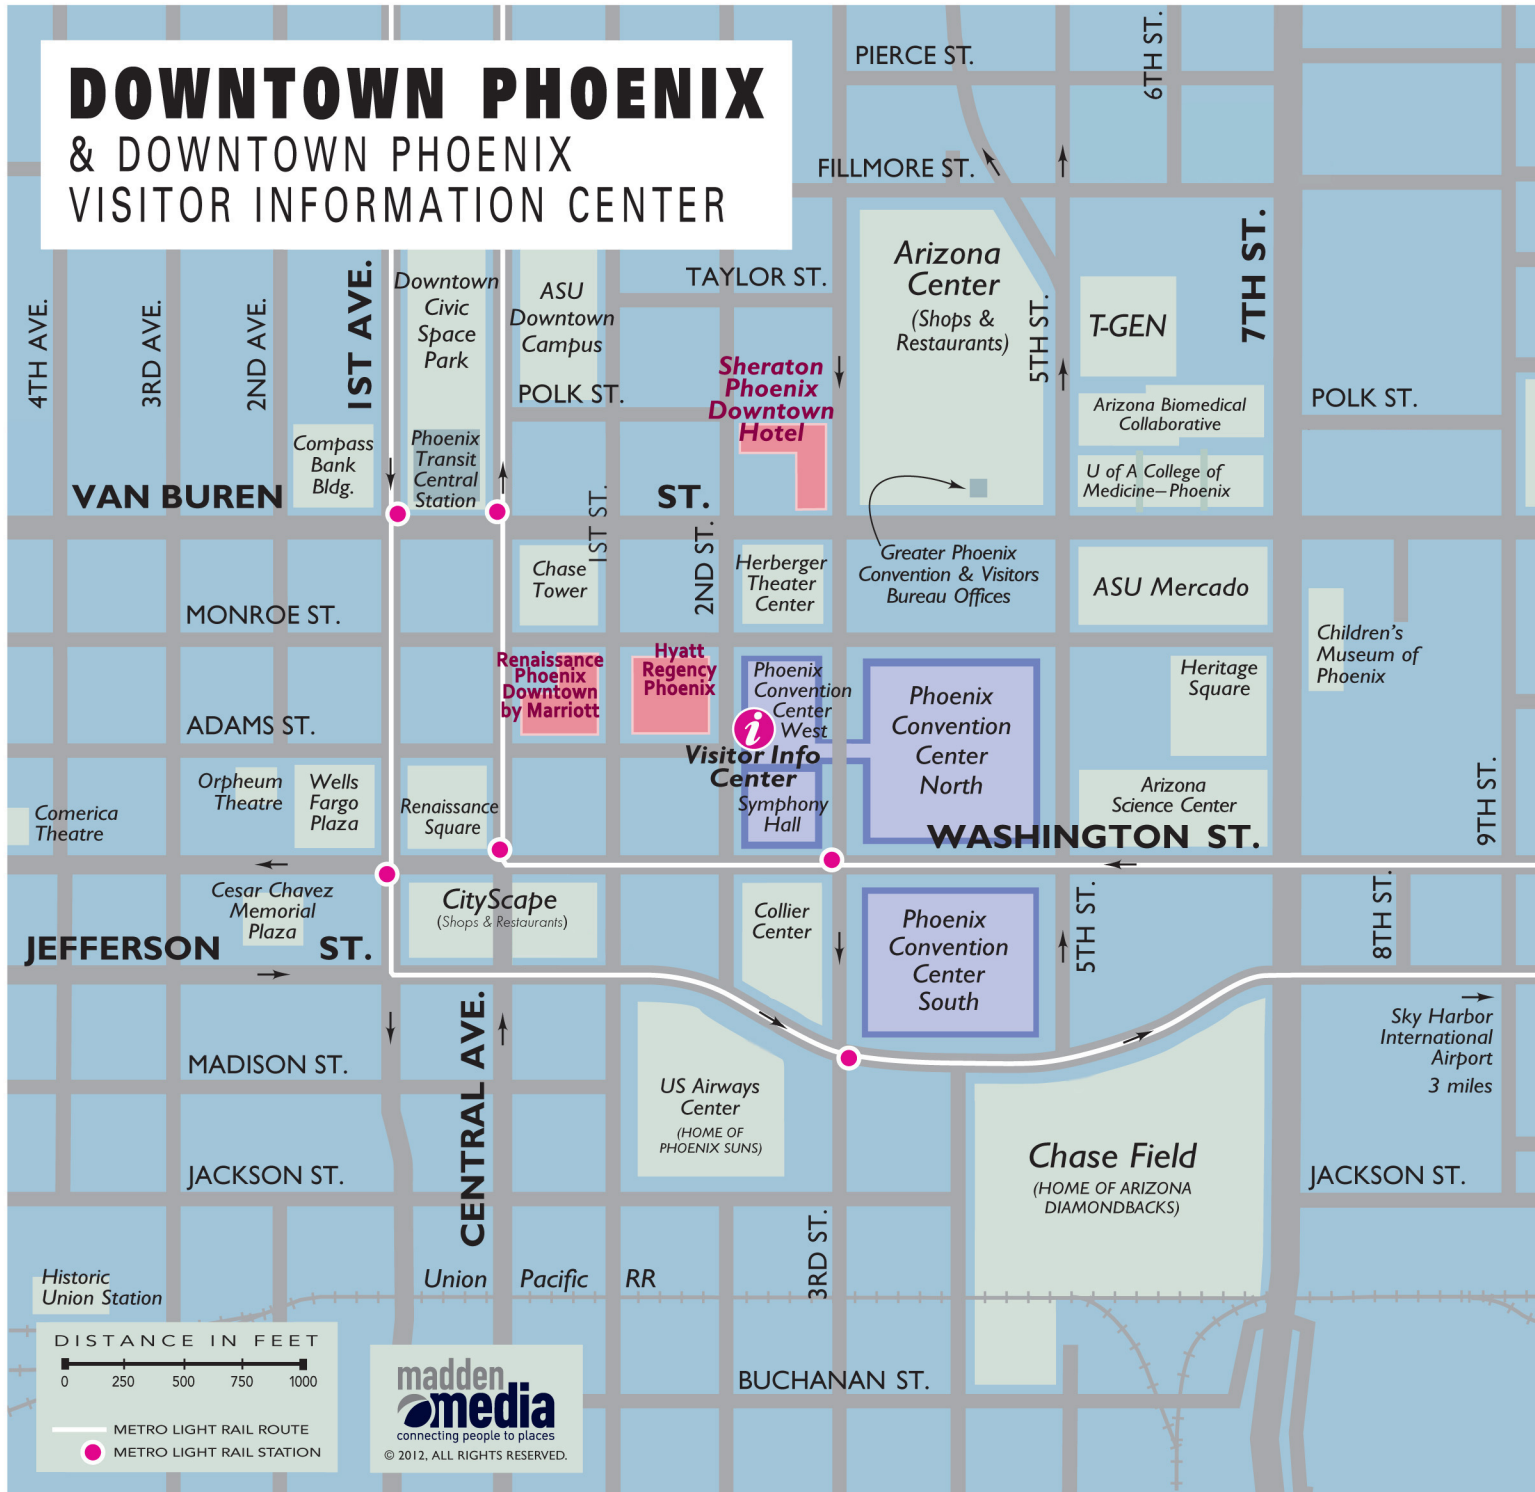 DOWNTOWN PHOENIX
& DOWNTOWN PHOENIX
VISITOR INFORMATION CENTER
PIERCE ST.
6TH ST.
FILLMORE ST.
7TH ST.
TAYLOR ST.
4TH AVE.
3RD AVE.
2ND AVE.
1ST AVE.
Downtown
Civic
Space
Park
ASU
Downtown
Campus
Arizona
Center
(Shops &
Restaurants)
5TH ST.
T-GEN
POLK ST.
Sheraton
Phoenix
Downtown
Hotel
Arizona Biomedical
Collaborative
POLK ST.
Compass
Bank
Bldg.
Phoenix
Transit
Central
Station
U of A College of
Medicine–Phoenix
VAN BUREN
ST.
1ST ST.
2ND ST.
Chase
Tower
Herberger
Theater
Center
Greater Phoenix
Convention & Visitors
Bureau Offices
ASU Mercado
MONROE ST.
Children's
Museum of
Phoenix
Renaissance
Phoenix
Downtown
by Marriott
Hyatt
Regency
Phoenix
Phoenix
Convention
Center
West
Phoenix
Convention
Center
North
Heritage
Square
ADAMS ST.
i
Visitor Info
Center
Orpheum
Theatre
Wells
Fargo
Plaza
Renaissance
Square
Symphony
Hall
Arizona
Science Center
9TH ST.
Comerica
Theatre
WASHINGTON ST.
Cesar Chavez
Memorial
Plaza
CityScape
(Shops & Restaurants)
Collier
Center
Phoenix
Convention
Center
South
5TH ST.
8TH ST.
JEFFERSON
ST.
CENTRAL AVE.
Sky Harbor
International
Airport
3 miles
MADISON ST.
US Airways
Center
(HOME OF
PHOENIX SUNS)
Chase Field
(HOME OF ARIZONA
DIAMONDBACKS)
JACKSON ST.
JACKSON ST.
3RD ST.
Historic
Union Station
Union Pacific RR
DISTANCE IN FEET
0 250 500 750 1000
METRO LIGHT RAIL ROUTE
METRO LIGHT RAIL STATION
madden
media
connecting people to places
© 2012, ALL RIGHTS RESERVED.
BUCHANAN ST.